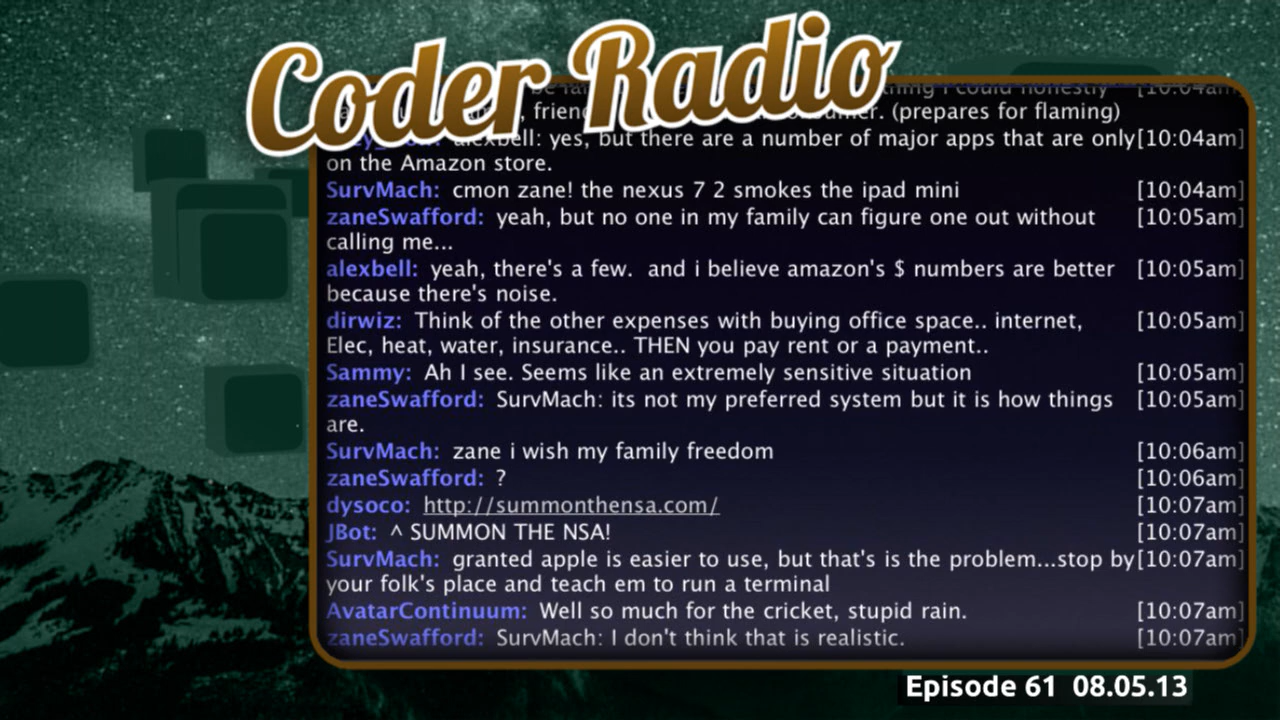 Coder Radio
thing I could honestly [10:04am]
, friend (prepares for flaming)
alexbell: yes, but there are a number of major apps that are only[10:04am]
on the Amazon store.
SurvMach: cmon zane! the nexus 7 2 smokes the ipad mini [10:04am]
zaneSwafford: yeah, but no one in my family can figure one out without [10:05am]
calling me...
alexbell: yeah, there's a few. and i believe amazon's $ numbers are better [10:05am]
because there's noise.
dirwiz: Think of the other expenses with buying office space.. internet, [10:05am]
Elec, heat, water, insurance.. THEN you pay rent or a payment..
Sammy: Ah I see. Seems like an extremely sensitive situation [10:05am]
zaneSwafford: SurvMach: its not my preferred system but it is how things [10:05am]
are.
SurvMach: zane i wish my family freedom [10:06am]
zaneSwafford: ? [10:06am]
dysoco: http://summonthensa.com/ [10:07am]
JBot: ^ SUMMON THE NSA! [10:07am]
SurvMach: granted apple is easier to use, but that's is the problem...stop by[10:07am]
your folk's place and teach em to run a terminal
AvatarContinuum: Well so much for the cricket, stupid rain. [10:07am]
zaneSwafford: SurvMach: I don't think that is realistic. [10:07am]
Episode 61 08.05.13